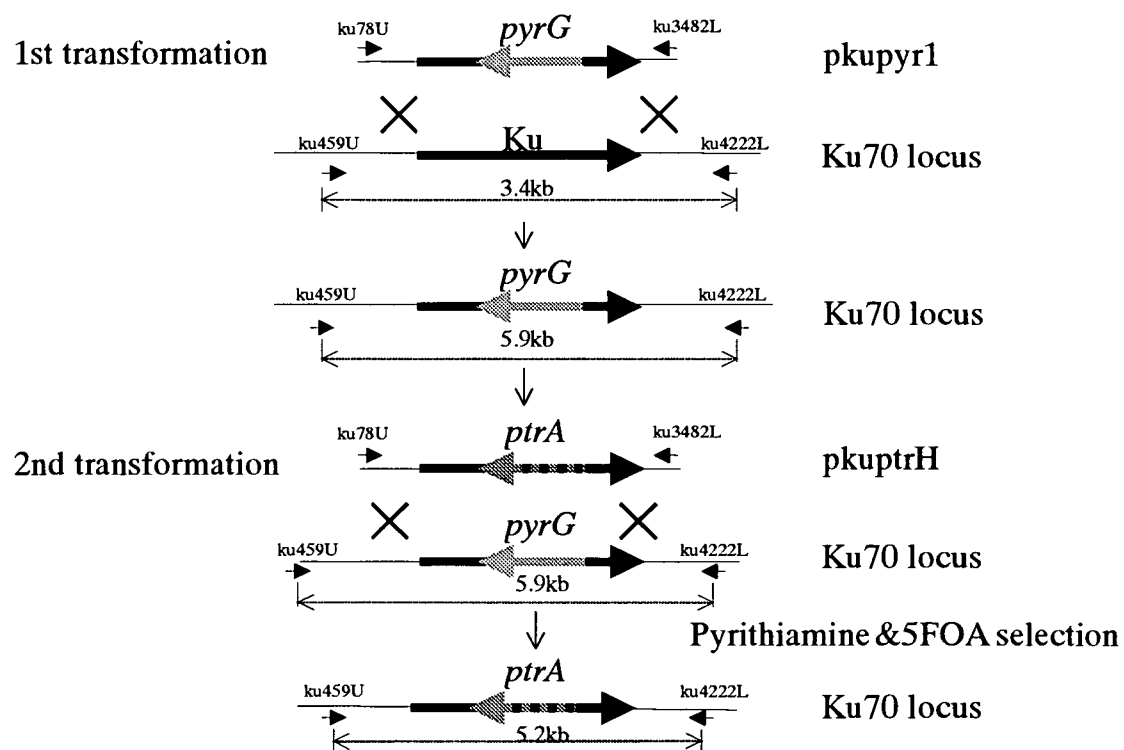 ku78U pyrG ku3482L
1st transformation pkupyr1
ku459U Ku ku4222L
Ku70 locus
3.4kb
pyrG
ku459U ku4222L
Ku70 locus
5.9kb
ptrA
ku78U ku3482L
2nd transformation pkuptrH
pyrG
ku459U ku4222L
Ku70 locus
5.9kb
Pyrithiamine &5FOA selection
ptrA
ku459U ku4222L
Ku70 locus
5.2kb